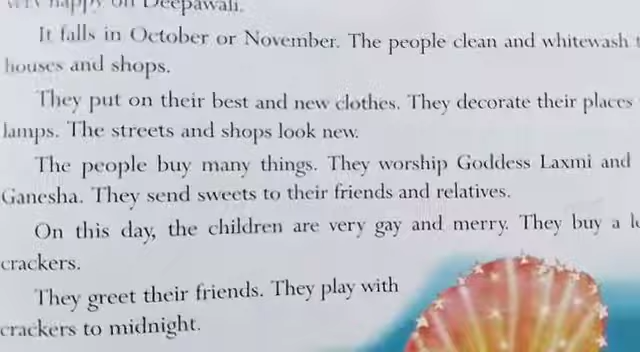 happy on Deepawali.
It falls in October or November. The people clean and whitewash
houses and shops.
They put on their best and new clothes. They decorate their places
lamps. The streets and shops look new.
The people buy many things. They worship Goddess Laxmi and
Ganesha. They send sweets to their friends and relatives.
On this day, the children are very gay and merry. They buy a
crackers.
They greet their friends. They play with
crackers to midnight.